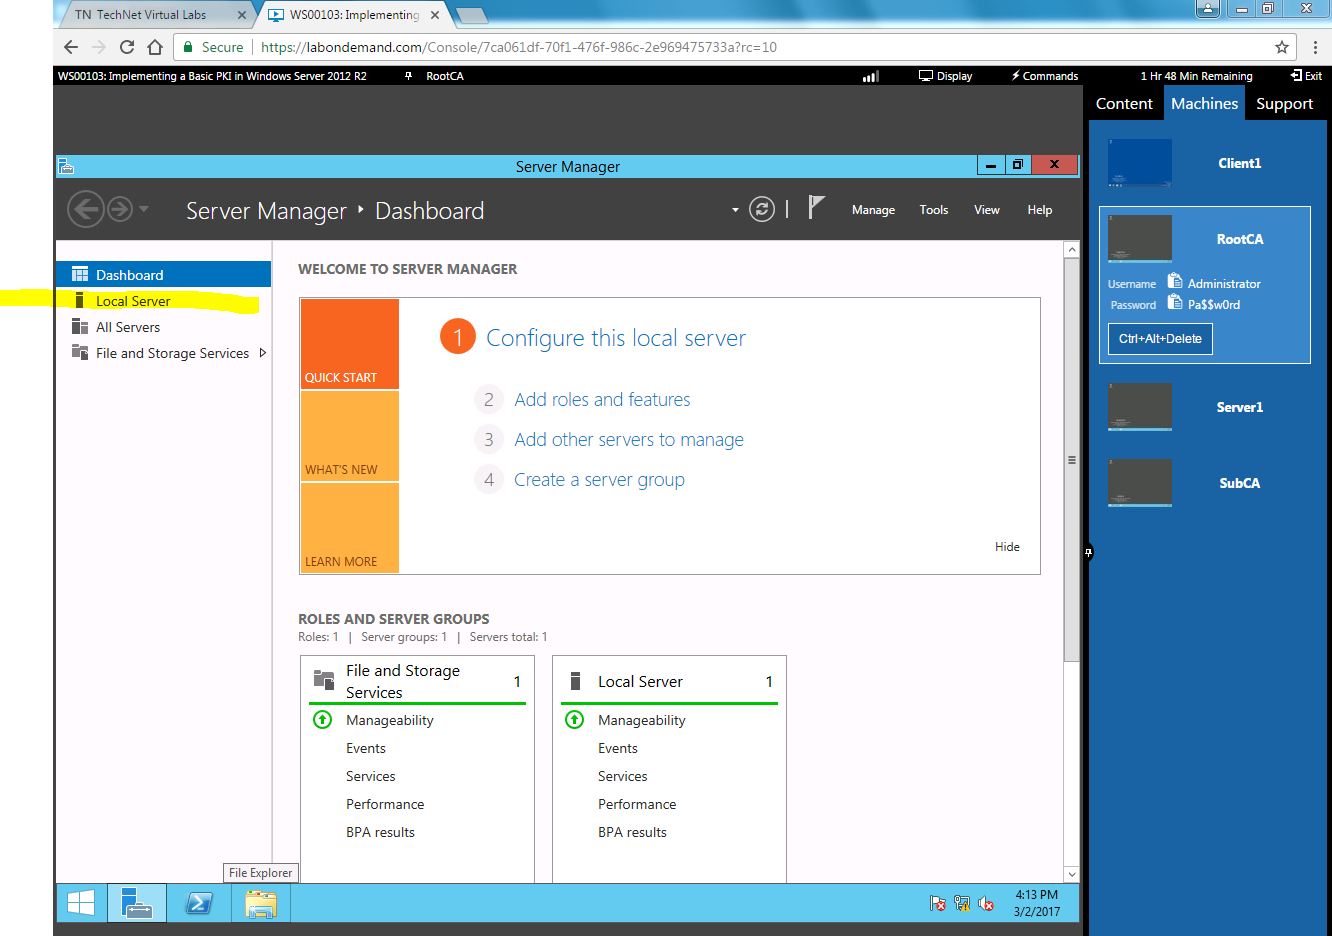 TN TechNet Virtual Labs
WS00103: Implementing
Secure
https://labondemand.com/Console/7ca061df-70f1-476f-986c-2e969475733a?rc=10
WS00103: Implementing a Basic PKI in Windows Server 2012 R2
RootCA
Display
Commands
1 Hr 48 Min Remaining
Exit
Content
Machines
Support
Server Manager
Server Manager
Dashboard
Manage
Tools
View
Help
Dashboard
Local Server
All Servers
File and Storage Services
WELCOME TO SERVER MANAGER
QUICK START
WHAT'S NEW
LEARN MORE
1 Configure this local server
2 Add roles and features
3 Add other servers to manage
4 Create a server group
Hide
ROLES AND SERVER GROUPS
Roles: 1 | Server groups: 1 | Servers total: 1
File and Storage
Services
1
Manageability
Events
Services
Performance
BPA results
Local Server
1
Manageability
Events
Services
Performance
BPA results
File Explorer
4:13 PM
3/2/2017
Client1
RootCA
Username
Administrator
Password
Pa$$w0rd
Ctrl+Alt+Delete
Server1
SubCA